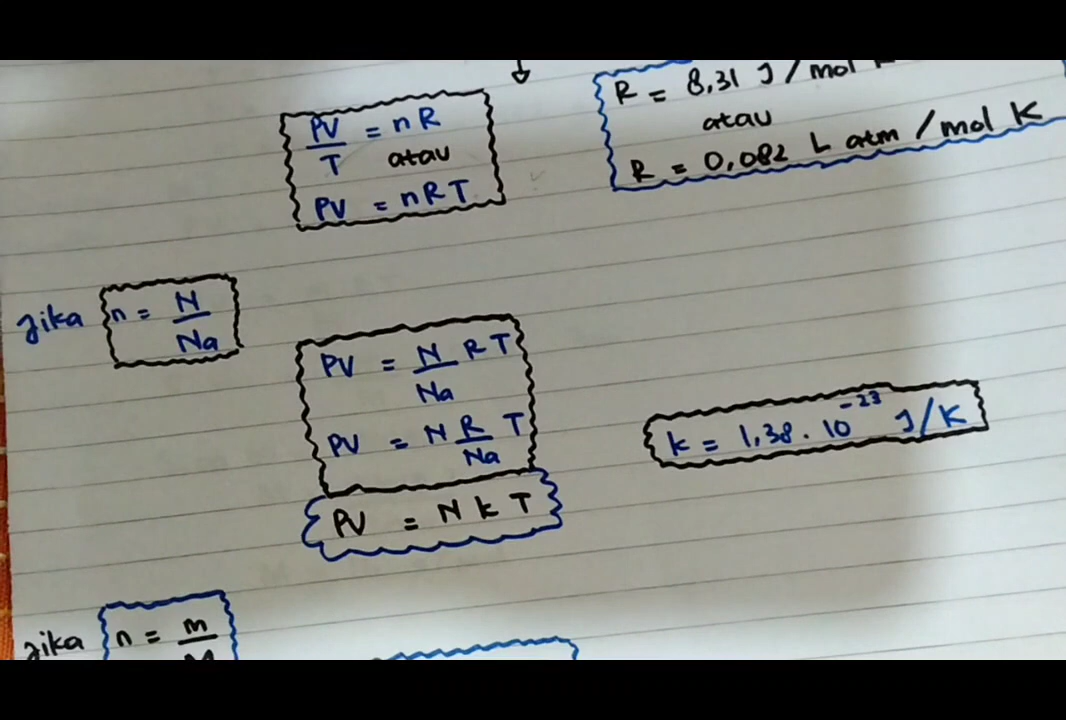 PV/T = nR
atau
PV = nRT
R = 8,31 J/mol
atau
R = 0,082 L atm/mol K
jika n = N/Na
PV = N/Na RT
PV = N R/Na T
PV = N k T
k = 1,38 . 10⁻²³ J/K
jika n = m